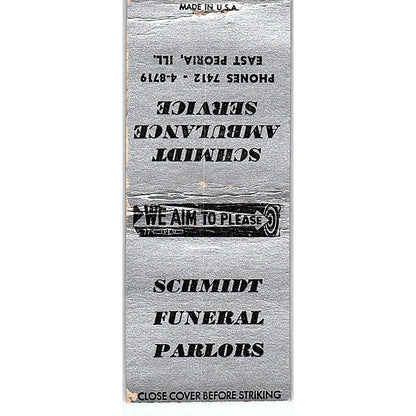 MADE IN U.S.A.
SCHMIDT
AMBULANCE
SERVICE
PHONES 7412 - 4-8719
EAST PEORIA, ILL.
WE AIM TO PLEASE
SCHMIDT
FUNERAL
PARLORS
CLOSE COVER BEFORE STRIKING